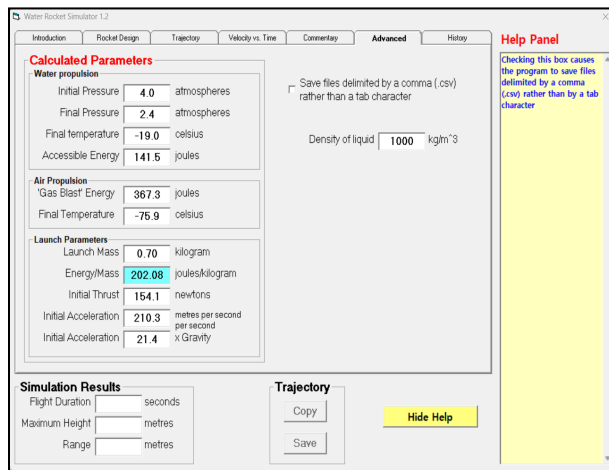 Water Rocket Simulator 1.2
Introduction
Rocket Design
Trajectory
Velocity vs. Time
Commentary
Advanced
History
Help Panel
Calculated Parameters
Water propulsion
Initial Pressure 4.0 atmospheres
Final Pressure 2.4 atmospheres
Final temperature -19.0 celsius
Accessible Energy 141.5 joules
Air Propulsion
'Gas Blast' Energy 367.3 joules
Final Temperature -75.9 celsius
Launch Parameters
Launch Mass 0.70 kilogram
Energy/Mass 202.08 joules/kilogram
Initial Thrust 154.1 newtons
Initial Acceleration 210.3 metres per second
per second
Initial Acceleration 21.4 x Gravity
Save files delimited by a comma (.csv)
rather than a tab character
Density of liquid 1000 kg/m^3
Checking this box causes
the program to save files
delimited by a comma
(.csv) rather than by a tab
character
Simulation Results
Flight Duration seconds
Maximum Height metres
Range metres
Trajectory
Copy
Save
Hide Help